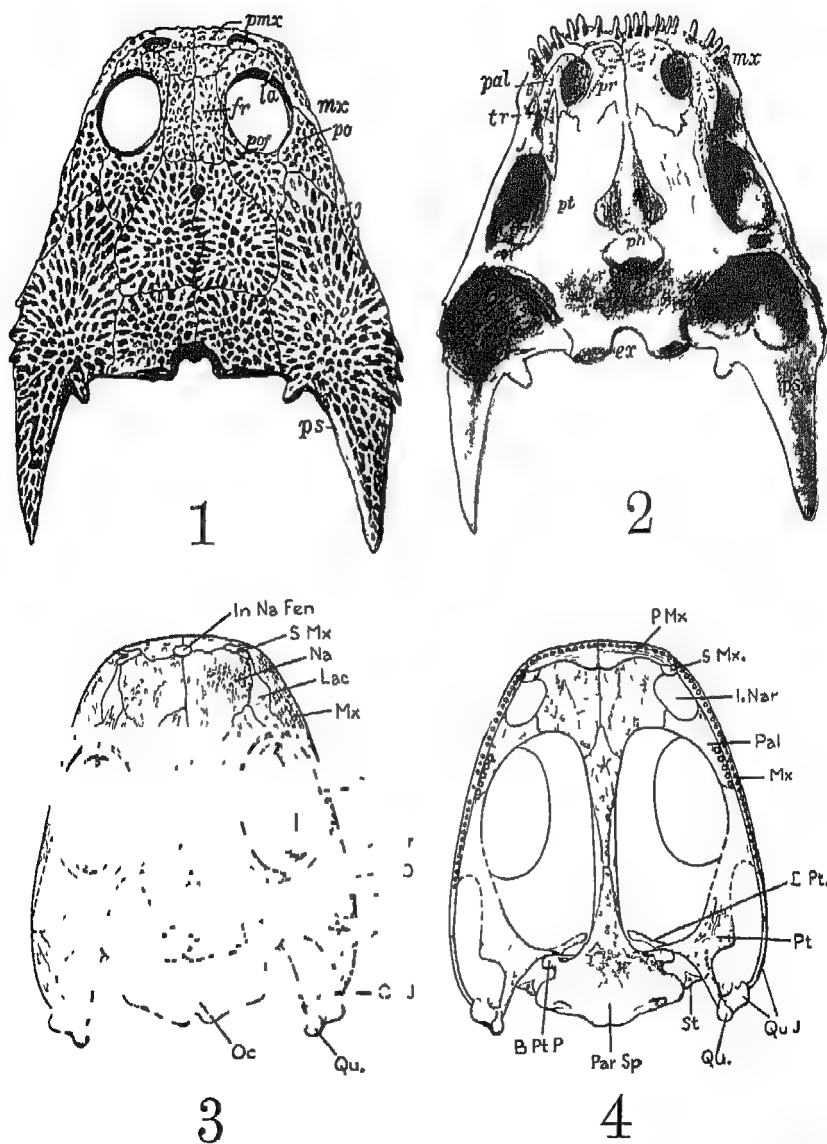 pmx
la
fr
mx
po
pof
ps
1
mx
pal
pr
tr
pt
ph
ex
ps
2
In Na Fen
S Mx
Na
Lac
Mx
Oc
Qu.
3
P Mx
S Mx.
I. Nar
Pal
Mx
Pt
St
Qu J
Qu.
B Pt P
Par Sp
4